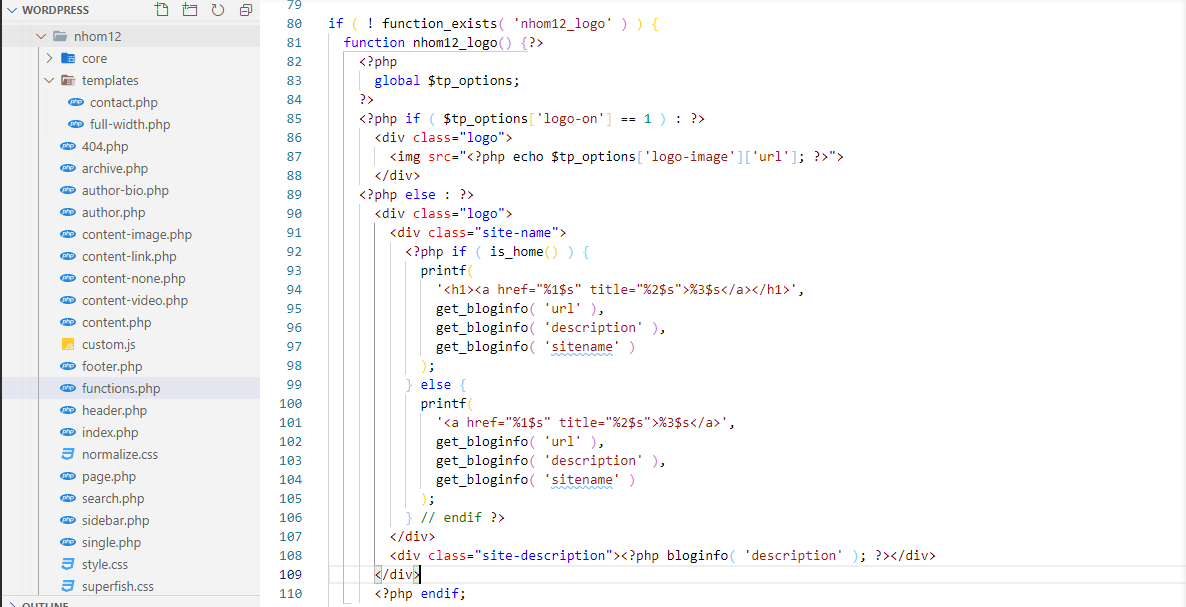 WORDPRESS
nhom12
core
templates
contact.php
full-width.php
404.php
archive.php
author-bio.php
author.php
content-image.php
content-link.php
content-none.php
content-video.php
content.php
custom.js
footer.php
functions.php
header.php
index.php
normalize.css
page.php
search.php
sidebar.php
single.php
style.css
superfish.css
OUTLINE
79
80 if ( ! function_exists( 'nhom12_logo' ) ) {
81 function nhom12_logo() {?>
82 <?php
83 global $tp_options;
84 ?>
85 <?php if ( $tp_options['logo-on'] == 1 ) : ?>
86 <div class="logo">
87 <img src="<?php echo $tp_options['logo-image']['url']; ?>">
88 </div>
89 <?php else : ?>
90 <div class="logo">
91 <div class="site-name">
92 <?php if ( is_home() ) {
93 printf(
94 '<h1><a href="%1$s" title="%2$s">%3$s</a></h1>',
95 get_bloginfo( 'url' ),
96 get_bloginfo( 'description' ),
97 get_bloginfo( 'sitename' )
98 );
99 } else {
100 printf(
101 '<a href="%1$s" title="%2$s">%3$s</a>',
102 get_bloginfo( 'url' ),
103 get_bloginfo( 'description' ),
104 get_bloginfo( 'sitename' )
105 );
106 } // endif ?>
107 </div>
108 <div class="site-description"><?php bloginfo( 'description' ); ?></div>
109 </div>
110 <?php endif;